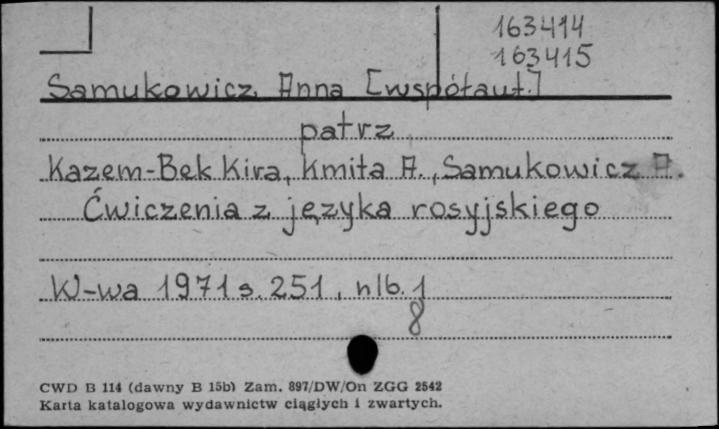 163414
163415
Samukowicz Anna [współaut.]
patrz
Kazem-Bek Kira, Kmita A., Samukowicz A.
Ćwiczenia z języka rosyjskiego
W-wa 1971 s. 251, nlb. 1
8
CWD B 114 (dawny B 15b) Zam. 897/DW/On ZGG 2542
Karta katalogowa wydawnictw ciągłych i zwartych.